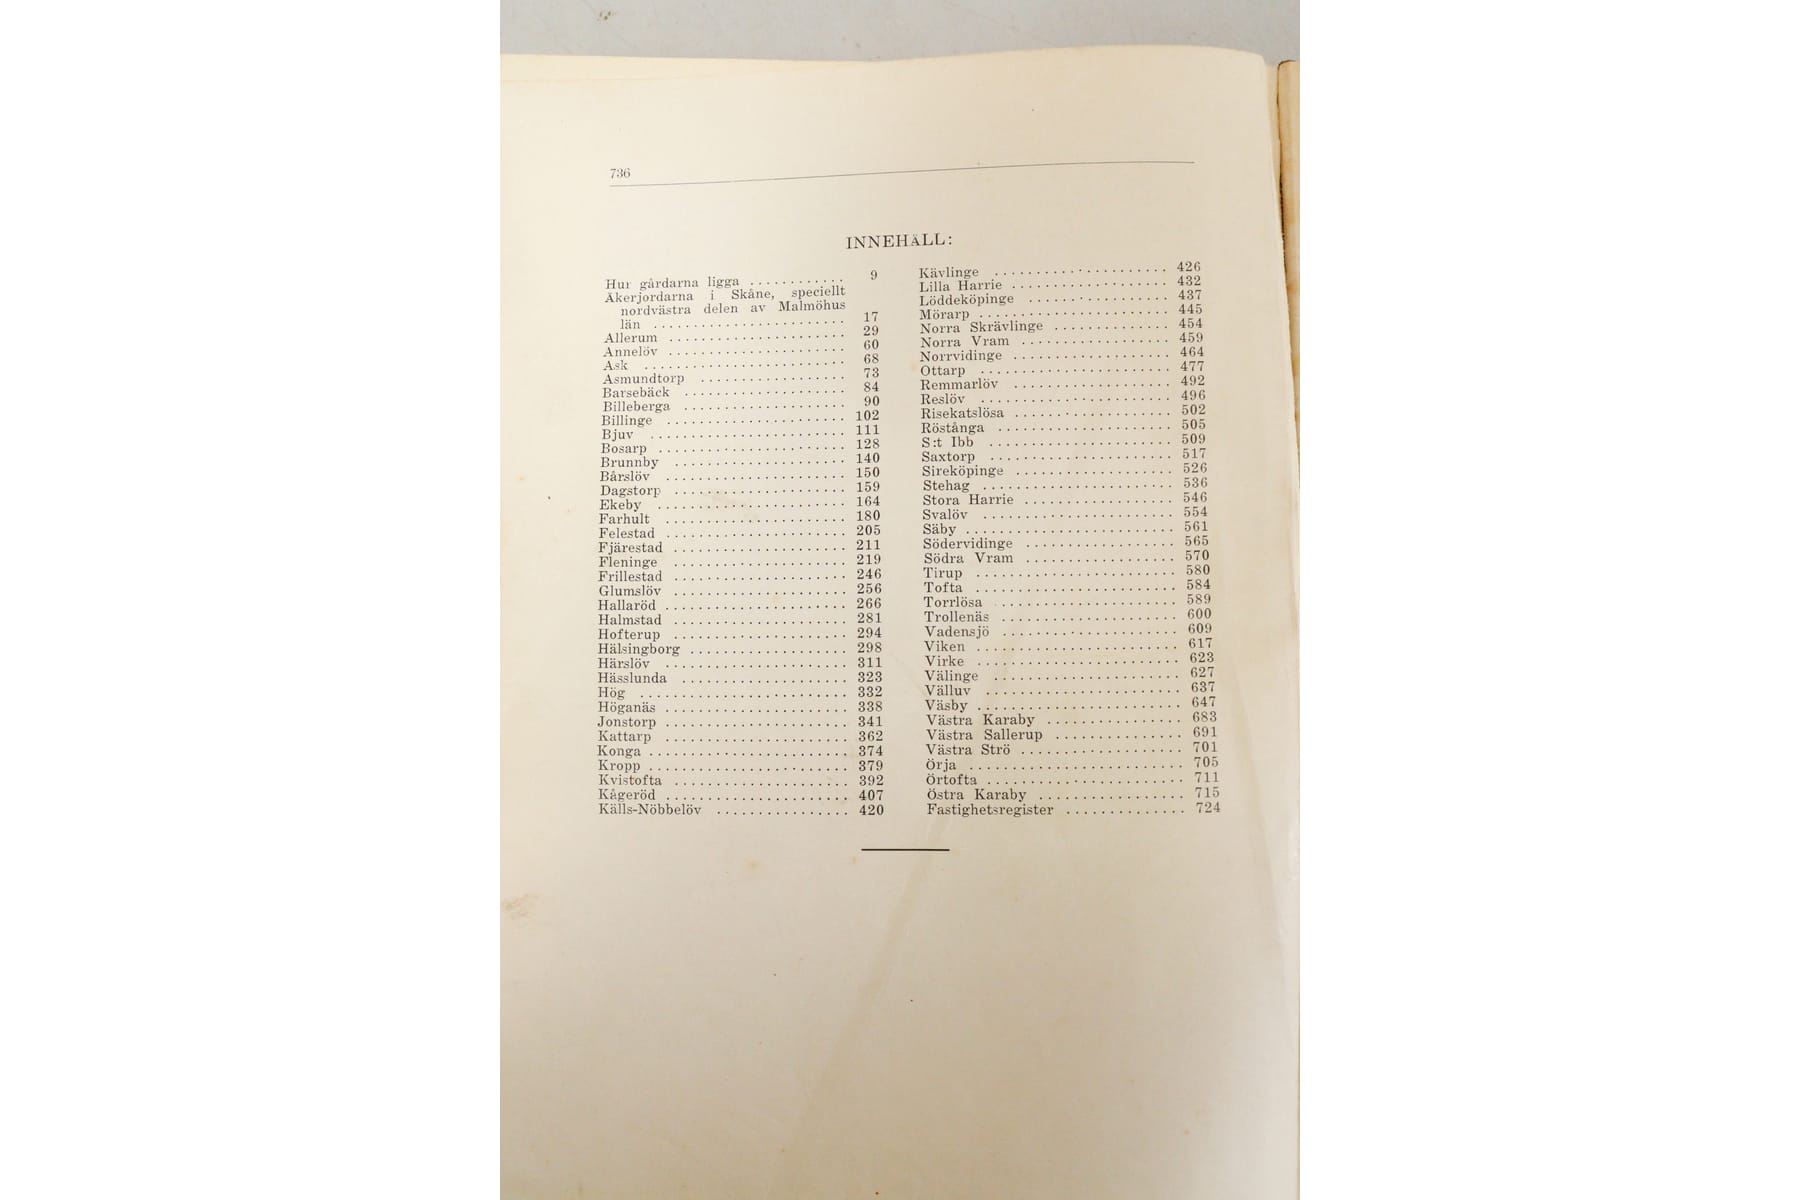 736
INNEHÅLL:
Hur gårdarna ligga ............ 9
Åkerjordarna i Skåne, speciellt
nordvästra delen av Malmöhus
län ........................ 17
Allerum ...................... 29
Annelöv ...................... 60
Ask ......................... 68
Asmundtorp .................. 73
Barsebäck .................... 84
Billeberga .................... 90
Billinge ...................... 102
Bjuv ........................ 111
Bosarp ....................... 128
Brunnby ..................... 140
Bårslöv ...................... 150
Dagstorp ..................... 159
Ekeby ....................... 164
Farhult ...................... 180
Felestad ...................... 205
Fjärestad ..................... 211
Fleninge ..................... 219
Frillestad ..................... 246
Glumslöv ..................... 256
Hallaröd ...................... 266
Halmstad ..................... 281
Hofterup ..................... 294
Hälsingborg ................... 298
Härslöv ...................... 311
Hässlunda .................... 323
Hög ......................... 332
Höganäs ...................... 338
Jonstorp ...................... 341
Kattarp ...................... 362
Konga ........................ 374
Kropp ........................ 379
Kvistofta ..................... 392
Kågeröd ...................... 407
Källs-Nöbbelöv ................ 420
Kävlinge ..................... 426
Lilla Harrie ................... 432
Löddeköpinge ................. 437
Mörarp ....................... 445
Norra Skrävlinge .............. 454
Norra Vram .................. 459
Norrvidinge ................... 464
Ottarp ....................... 477
Remmarlöv ................... 492
Reslöv ....................... 496
Risekatslösa ................... 502
Röstånga ..................... 505
S:t Ibb ...................... 509
Saxtorp ...................... 517
Sireköpinge ................... 526
Stehag ....................... 536
Stora Harrie .................. 546
Svalöv ....................... 554
Säby ......................... 561
Södervidinge .................. 565
Södra Vram .................. 570
Tirup ........................ 580
Tofta ........................ 584
Torrlösa ...................... 589
Trollenäs ..................... 600
Vadensjö ..................... 609
Viken ........................ 617
Virke ........................ 623
Välinge ...................... 627
Välluv ....................... 637
Väsby ........................ 647
Västra Karaby ................ 683
Västra Sallerup ............... 691
Västra Strö ................... 701
Örja ......................... 705
Örtofta ....................... 711
Östra Karaby ................. 715
Fastighetsregister .............. 724